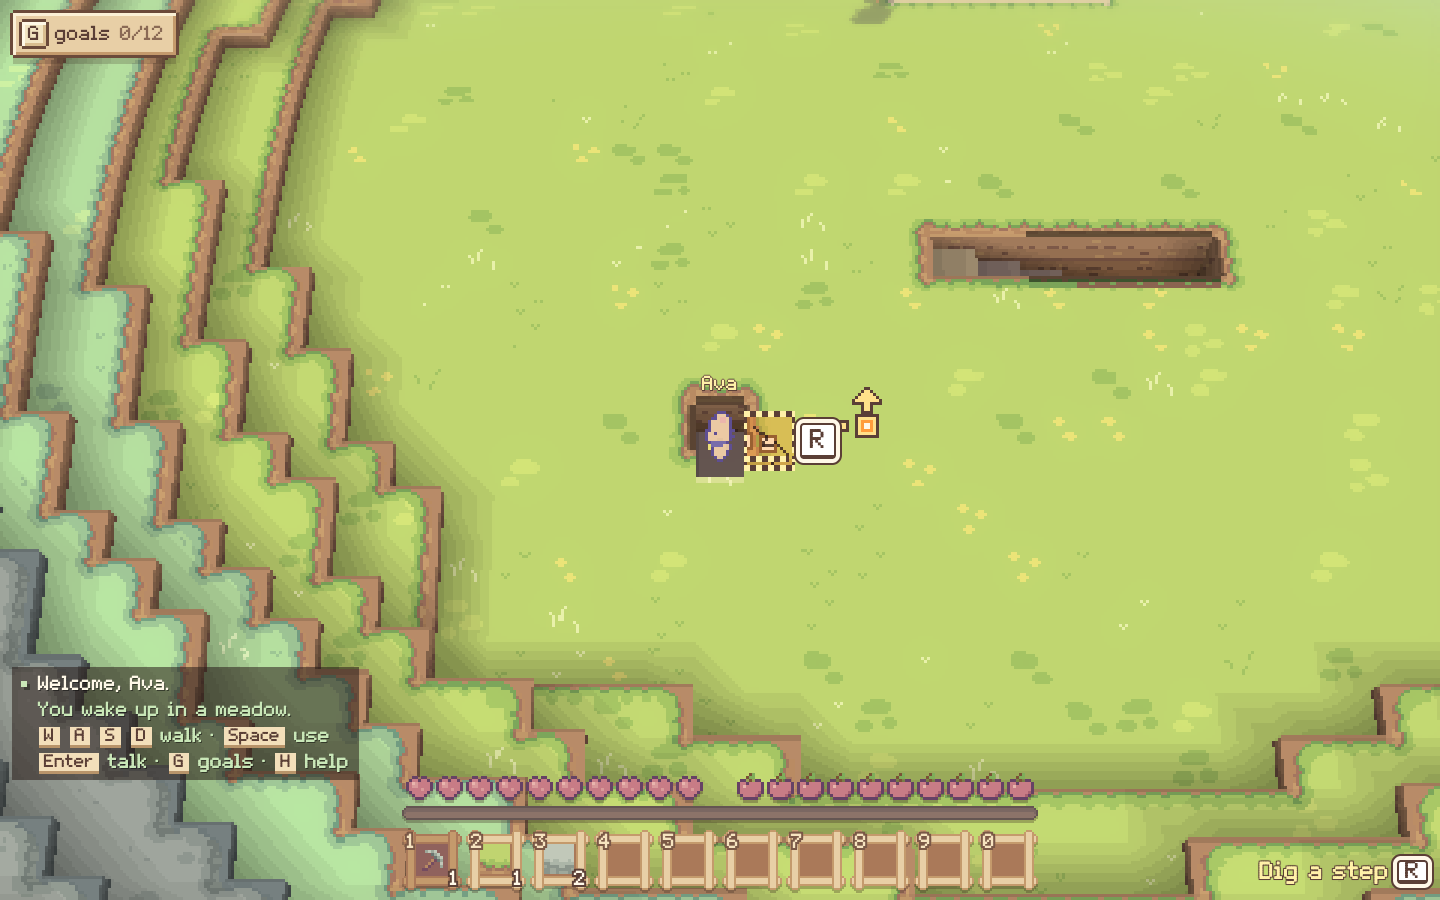 G goals 0/12
Ava
R
Welcome, Ava.
You wake up in a meadow.
W A S D walk · Space use
Enter talk · G goals · H help
1 2 3 4 5 6 7 8 9 0
1 1 2
Dig a step R